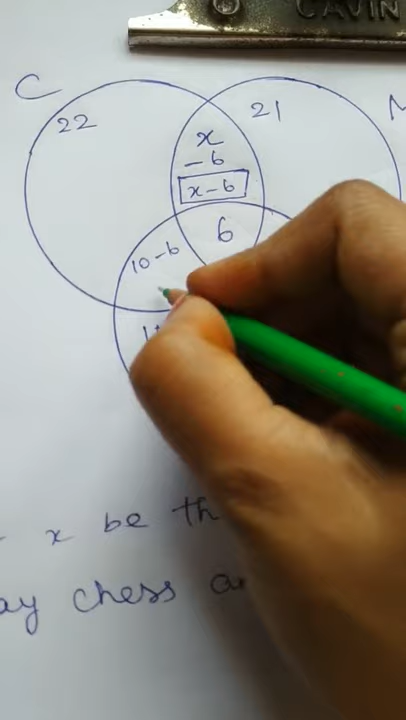 CAVIN
C
22
21
M
x
- 6
x - 6
6
10 - 6
x be th
ay chess a